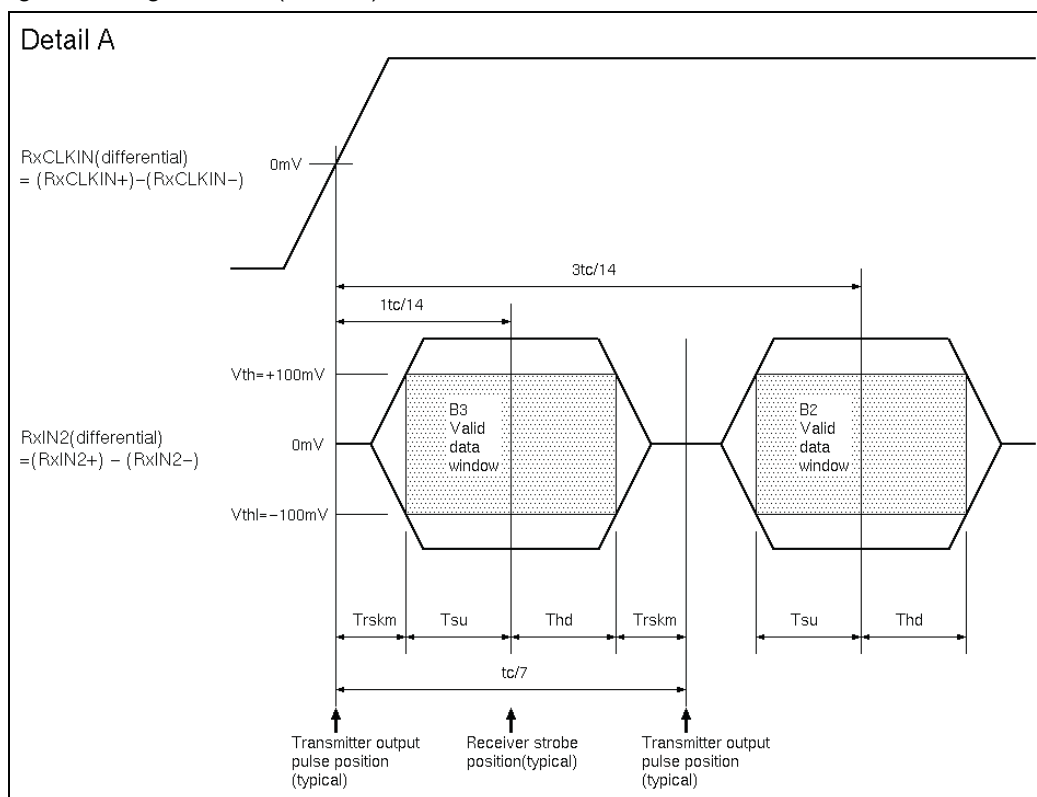 Detail A
RxCLKIN(differential)
= (RxCLKIN+)−(RxCLKIN−)
0mV
3tc/14
1tc/14
Vth=+100mV
RxIN2(differential)
=(RxIN2+) − (RxIN2−)
0mV
B3
Valid
data
window
B2
Valid
data
window
Vthl=−100mV
Trskm
Tsu
Thd
Trskm
Tsu
Thd
tc/7
Transmitter output
pulse position
(typical)
Receiver strobe
position(typical)
Transmitter output
pulse position
(typical)